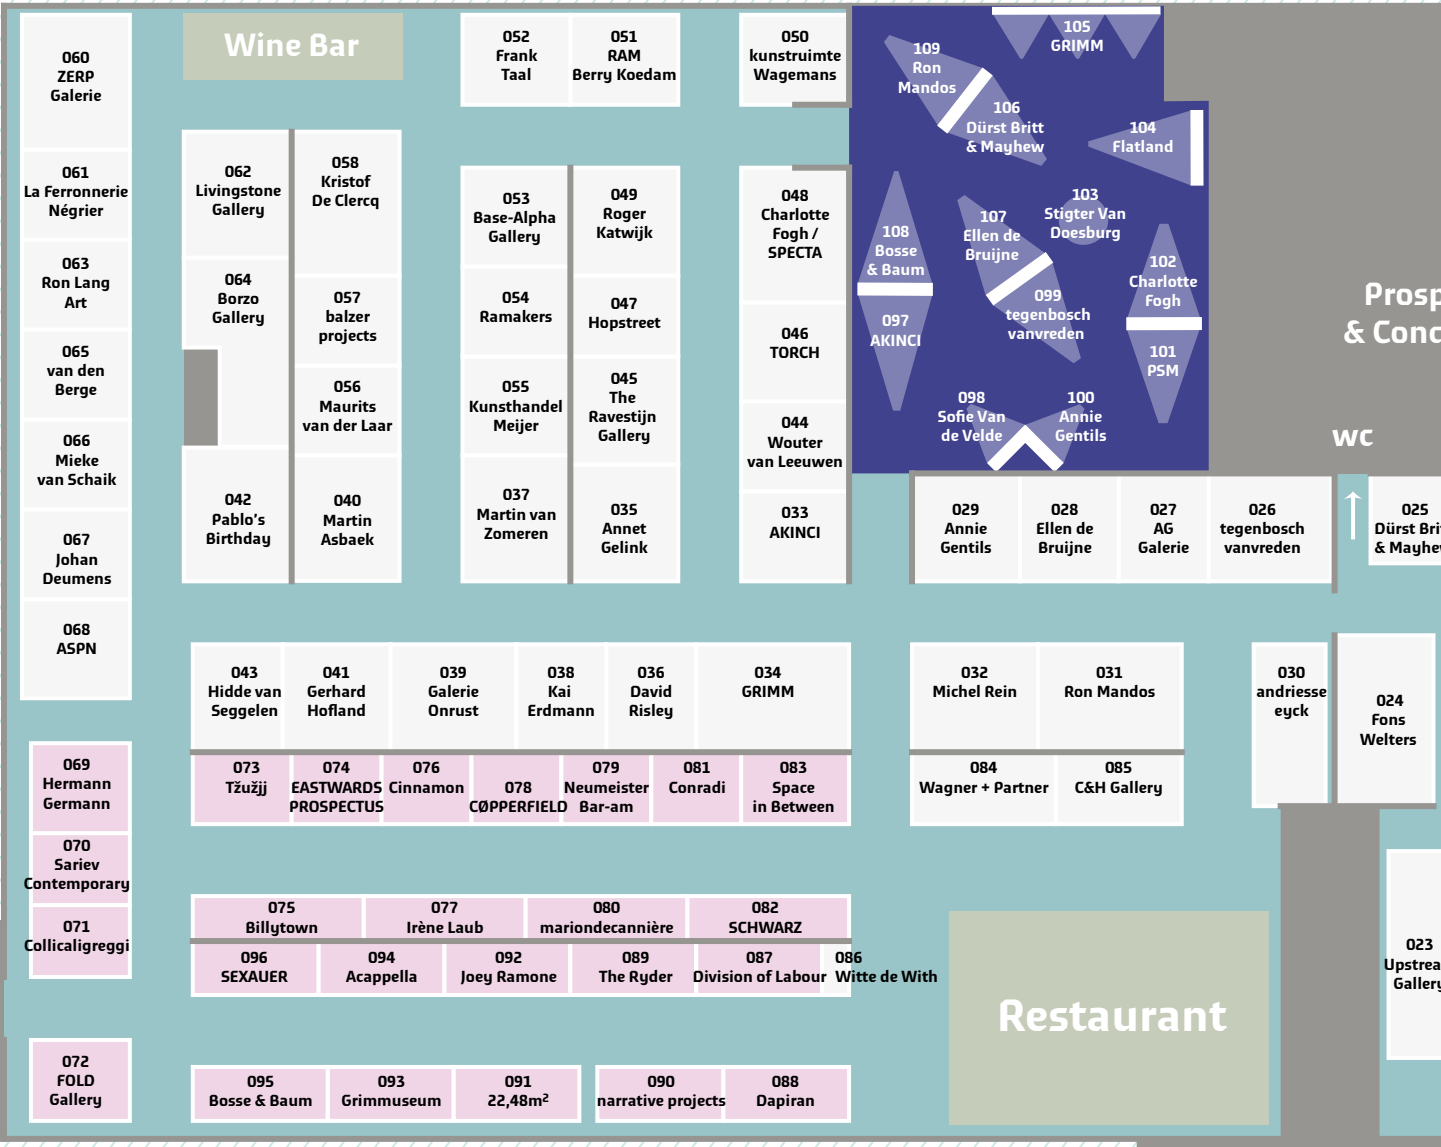 Wine Bar
060
ZERP
Galerie
061
La Ferronnerie
Négrier
063
Ron Lang
Art
065
van den
Berge
066
Mieke
van Schaik
067
Johan
Deumens
068
ASPN
069
Hermann
Germann
070
Sariev
Contemporary
071
Collicaligreggi
072
FOLD
Gallery
062
Livingstone
Gallery
064
Borzo
Gallery
042
Pablo's
Birthday
058
Kristof
De Clercq
057
balzer
projects
056
Maurits
van der Laar
040
Martin
Asbaek
052
Frank
Taal
051
RAM
Berry Koedam
053
Base-Alpha
Gallery
054
Ramakers
055
Kunsthandel
Meijer
037
Martin van
Zomeren
049
Roger
Katwijk
047
Hopstreet
045
The
Ravestijn
Gallery
035
Annet
Gelink
050
kunstruimte
Wagemans
048
Charlotte
Fogh /
SPECTA
046
TORCH
044
Wouter
van Leeuwen
033
AKINCI
105
GRIMM
109
Ron
Mandos
106
Dürst Britt
& Mayhew
104
Flatland
103
Stigter Van
Doesburg
107
Ellen de
Bruijne
108
Bosse
& Baum
102
Charlotte
Fogh
099
tegenbosch
vanvreden
097
AKINCI
101
PSM
098
Sofie Van
de Velde
100
Annie
Gentils
Prosp
& Conc
wc
029
Annie
Gentils
028
Ellen de
Bruijne
027
AG
Galerie
026
tegenbosch
vanvreden
025
Dürst Brit
& Mayhew
043
Hidde van
Seggelen
041
Gerhard
Hofland
039
Galerie
Onrust
038
Kai
Erdmann
036
David
Risley
034
GRIMM
032
Michel Rein
031
Ron Mandos
030
andriesse
eyck
024
Fons
Welters
073
Tžužjj
074
EASTWARDS
PROSPECTUS
076
Cinnamon
078
CØPPERFIELD
079
Neumeister
Bar-am
081
Conradi
083
Space
in Between
084
Wagner + Partner
085
C&H Gallery
075
Billytown
077
Irène Laub
080
mariondecannière
082
SCHWARZ
096
SEXAUER
094
Acappella
092
Joey Ramone
089
The Ryder
087
Division of Labour
086
Witte de With
023
Upstrea
Gallery
Restaurant
095
Bosse & Baum
093
Grimmuseum
091
22,48m²
090
narrative projects
088
Dapiran